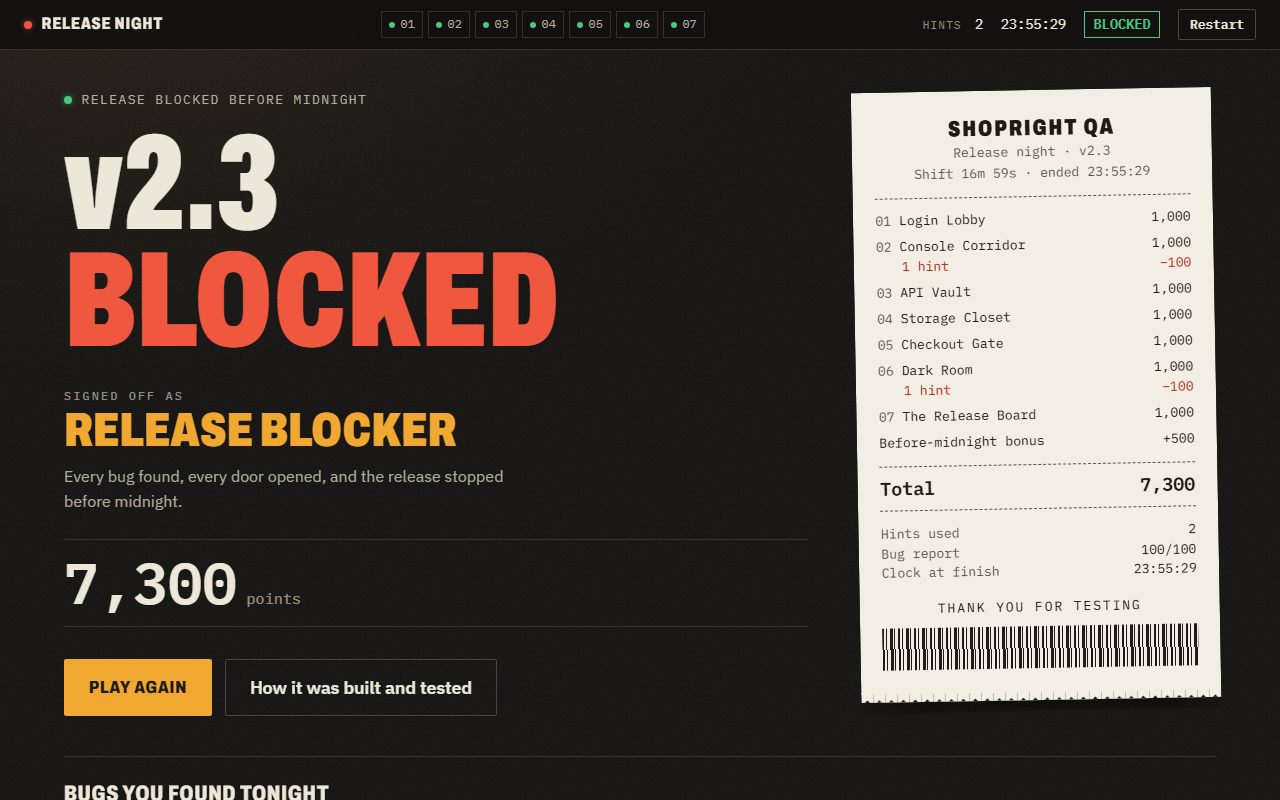 RELEASE NIGHT
01 02 03 04 05 06 07
HINTS 2 23:55:29 BLOCKED Restart
RELEASE BLOCKED BEFORE MIDNIGHT
v2.3
BLOCKED
SIGNED OFF AS
RELEASE BLOCKER
Every bug found, every door opened, and the release stopped
before midnight.
7,300 points
PLAY AGAIN
How it was built and tested
SHOPRIGHT QA
Release night · v2.3
Shift 16m 59s · ended 23:55:29
01 Login Lobby 1,000
02 Console Corridor 1,000
1 hint −100
03 API Vault 1,000
04 Storage Closet 1,000
05 Checkout Gate 1,000
06 Dark Room 1,000
1 hint −100
07 The Release Board 1,000
Before-midnight bonus +500
Total 7,300
Hints used 2
Bug report 100/100
Clock at finish 23:55:29
THANK YOU FOR TESTING
BUGS YOU FOUND TONIGHT